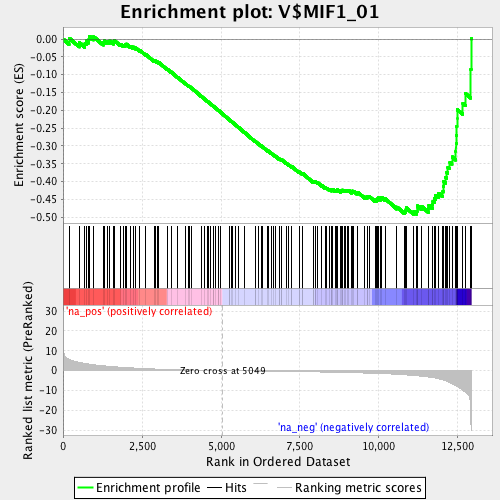 Enrichment plot: V$MIF1_01
Enrichment score (ES)
0.00
-0.05
-0.10
-0.15
-0.20
-0.25
-0.30
-0.35
-0.40
-0.45
-0.50
'na_pos' (positively correlated)
Ranked list metric (PreRanked)
30
20
10
0
-10
-20
-30
Zero cross at 5049
'na_neg' (negatively correlated)
0
2,500
5,000
7,500
10,000
12,500
Rank in Ordered Dataset
Enrichment profile
Hits
Ranking metric scores